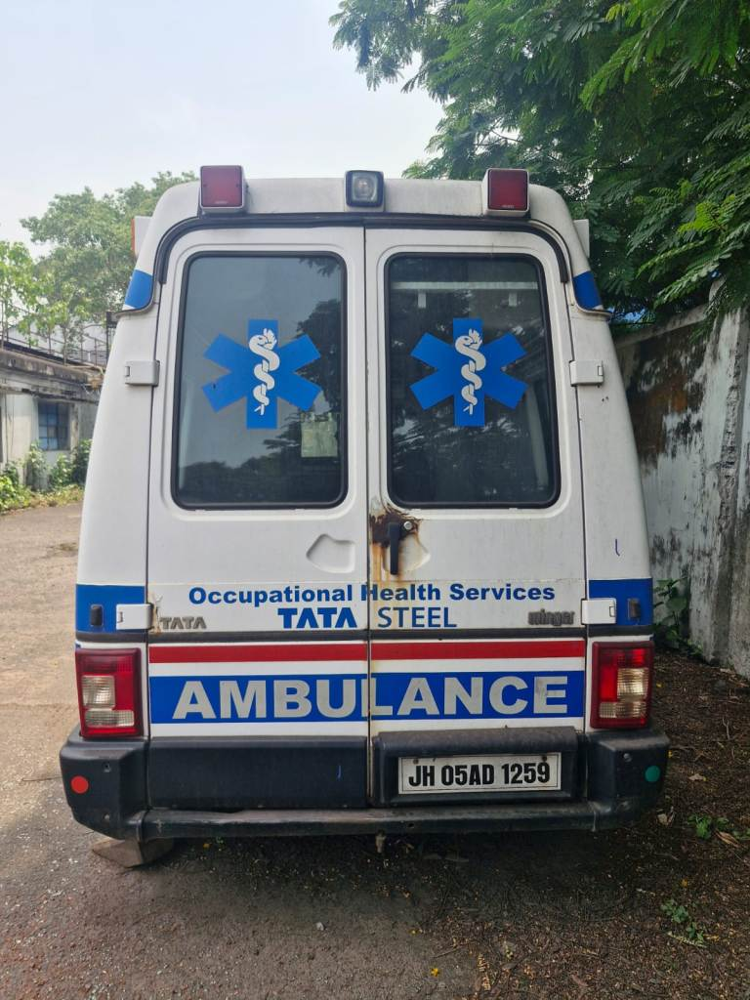 Occupational Health Services
TATA TATA STEEL winger
AMBULANCE
JH 05AD 1259